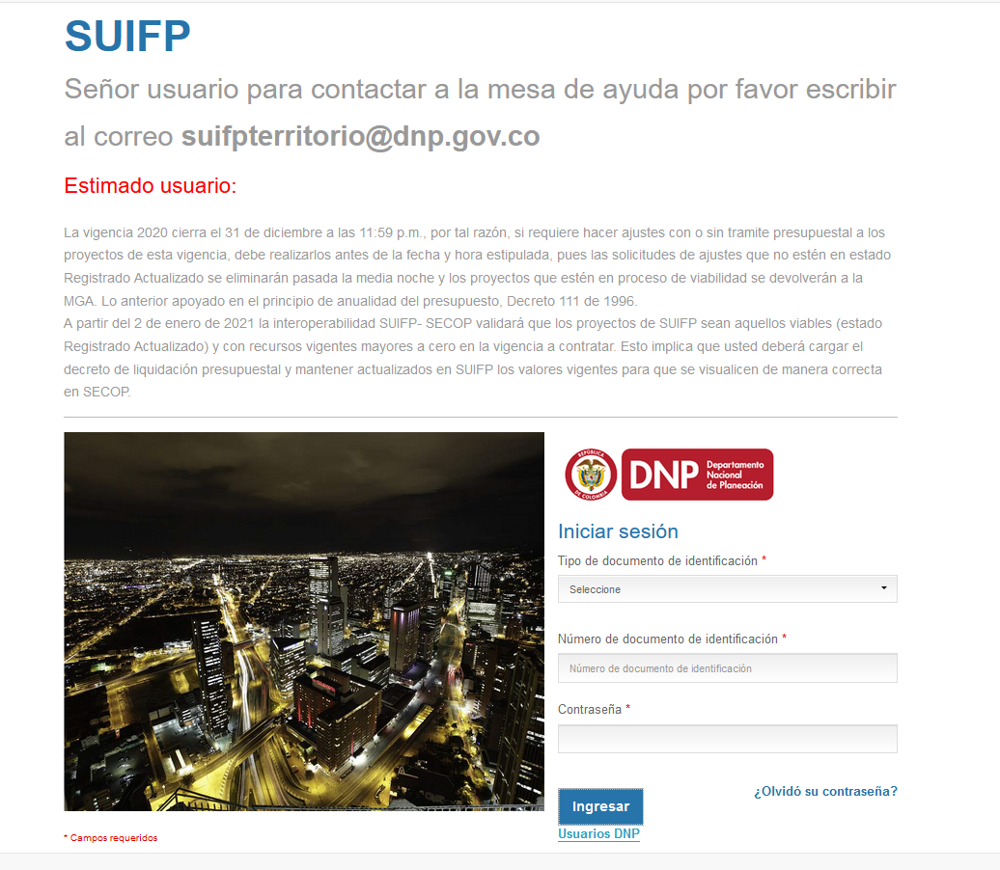 SUIFP
Señor usuario para contactar a la mesa de ayuda por favor escribir
al correo suifpterritorio@dnp.gov.co
Estimado usuario:
La vigencia 2020 cierra el 31 de diciembre a las 11:59 p.m., por tal razón, si requiere hacer ajustes con o sin tramite presupuestal a los
proyectos de esta vigencia, debe realizarlos antes de la fecha y hora estipulada, pues las solicitudes de ajustes que no estén en estado
Registrado Actualizado se eliminarán pasada la media noche y los proyectos que estén en proceso de viabilidad se devolverán a la
MGA. Lo anterior apoyado en el principio de anualidad del presupuesto, Decreto 111 de 1996.
A partir del 2 de enero de 2021 la interoperabilidad SUIFP- SECOP validará que los proyectos de SUIFP sean aquellos viables (estado
Registrado Actualizado) y con recursos vigentes mayores a cero en la vigencia a contratar. Esto implica que usted deberá cargar el
decreto de liquidación presupuestal y mantener actualizados en SUIFP los valores vigentes para que se visualicen de manera correcta
en SECOP.
REPÚBLICA
DE COLOMBIA
DNP
Departamento
Nacional
de Planeación
Iniciar sesión
Tipo de documento de identificación *
Seleccione
Número de documento de identificación *
Número de documento de identificación
Contraseña *
¿Olvidó su contraseña?
Ingresar
Usuarios DNP
* Campos requeridos